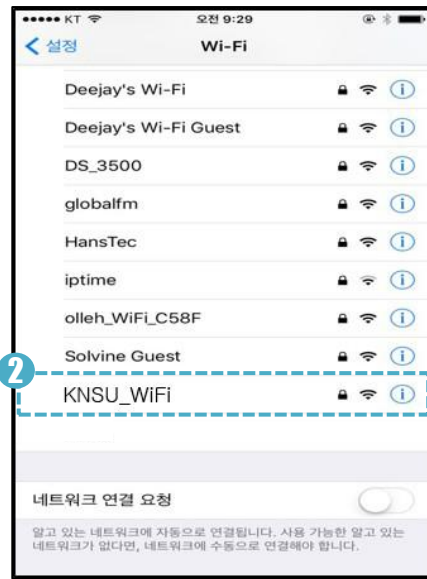 KT 오전 9:29
설정 Wi-Fi
Deejay's Wi-Fi
Deejay's Wi-Fi Guest
DS_3500
globalfm
HansTec
iptime
olleh_WiFi_C58F
Solvine Guest
2
KNSU_WiFi
네트워크 연결 요청
알고 있는 네트워크에 자동으로 연결됩니다. 사용 가능한 알고 있는
네트워크가 없다면, 네트워크에 수동으로 연결해야 합니다.